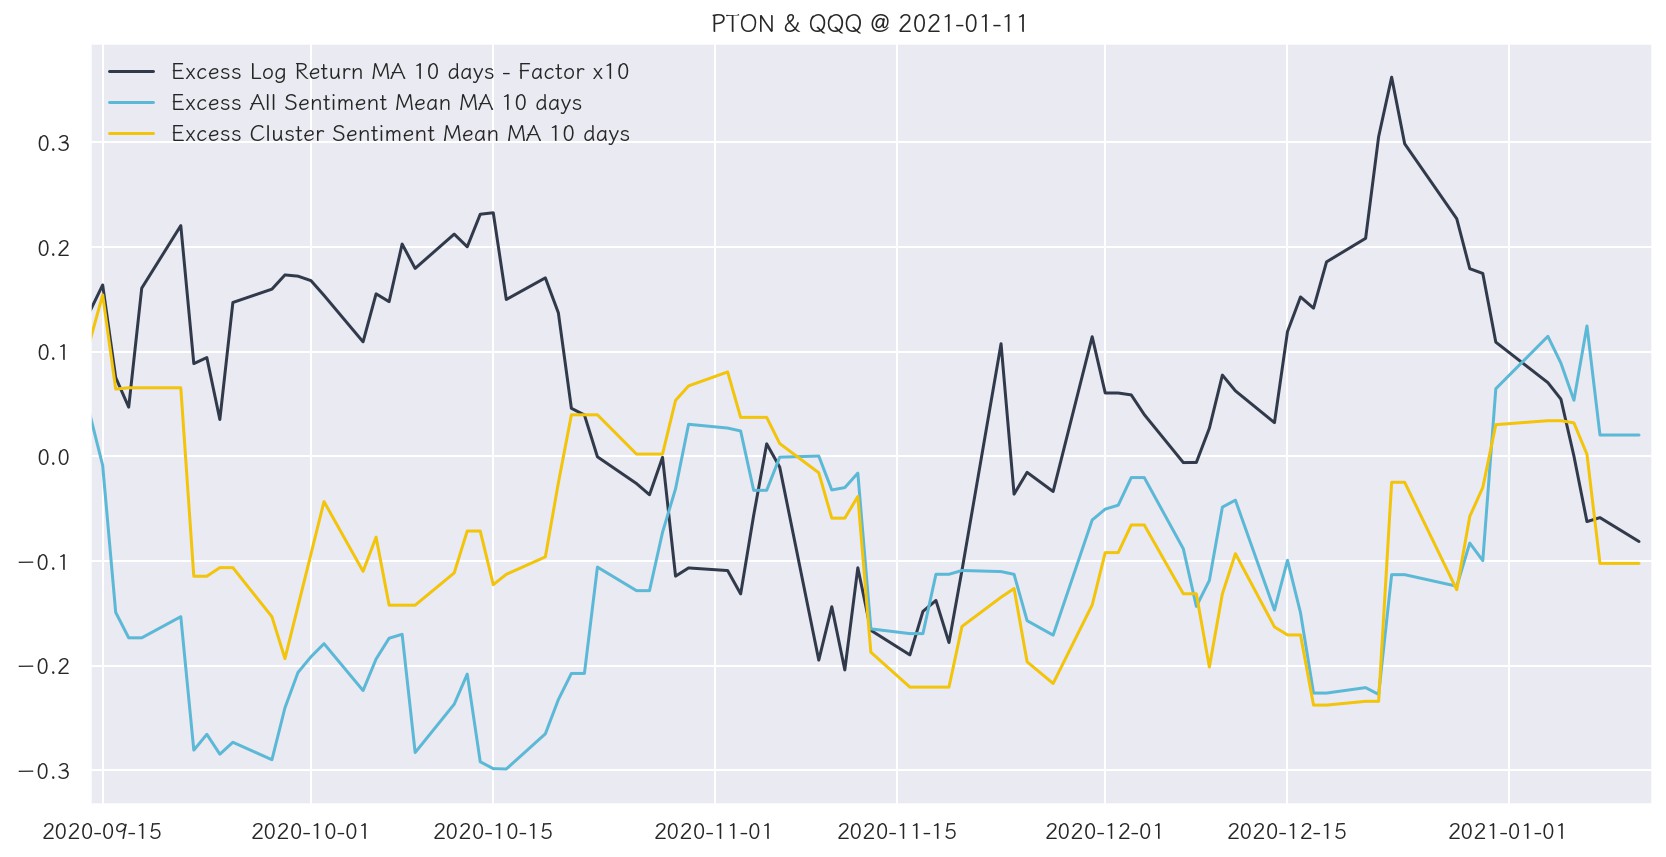 PTON & QQQ @ 2021-01-11
Excess Log Return MA 10 days - Factor x10
Excess All Sentiment Mean MA 10 days
Excess Cluster Sentiment Mean MA 10 days
0.3
0.2
0.1
0.0
−0.1
−0.2
−0.3
2020-09-15 2020-10-01 2020-10-15 2020-11-01 2020-11-15 2020-12-01 2020-12-15 2021-01-01